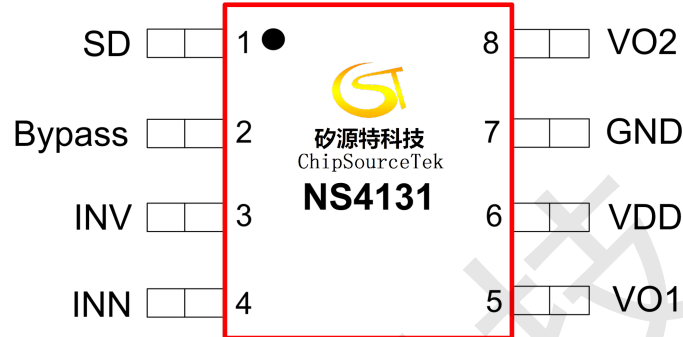 SD 1 8 VO2
Bypass 2 7 GND
矽源特科技
ChipSourceTek
NS4131
INV 3 6 VDD
INN 4 5 VO1
技